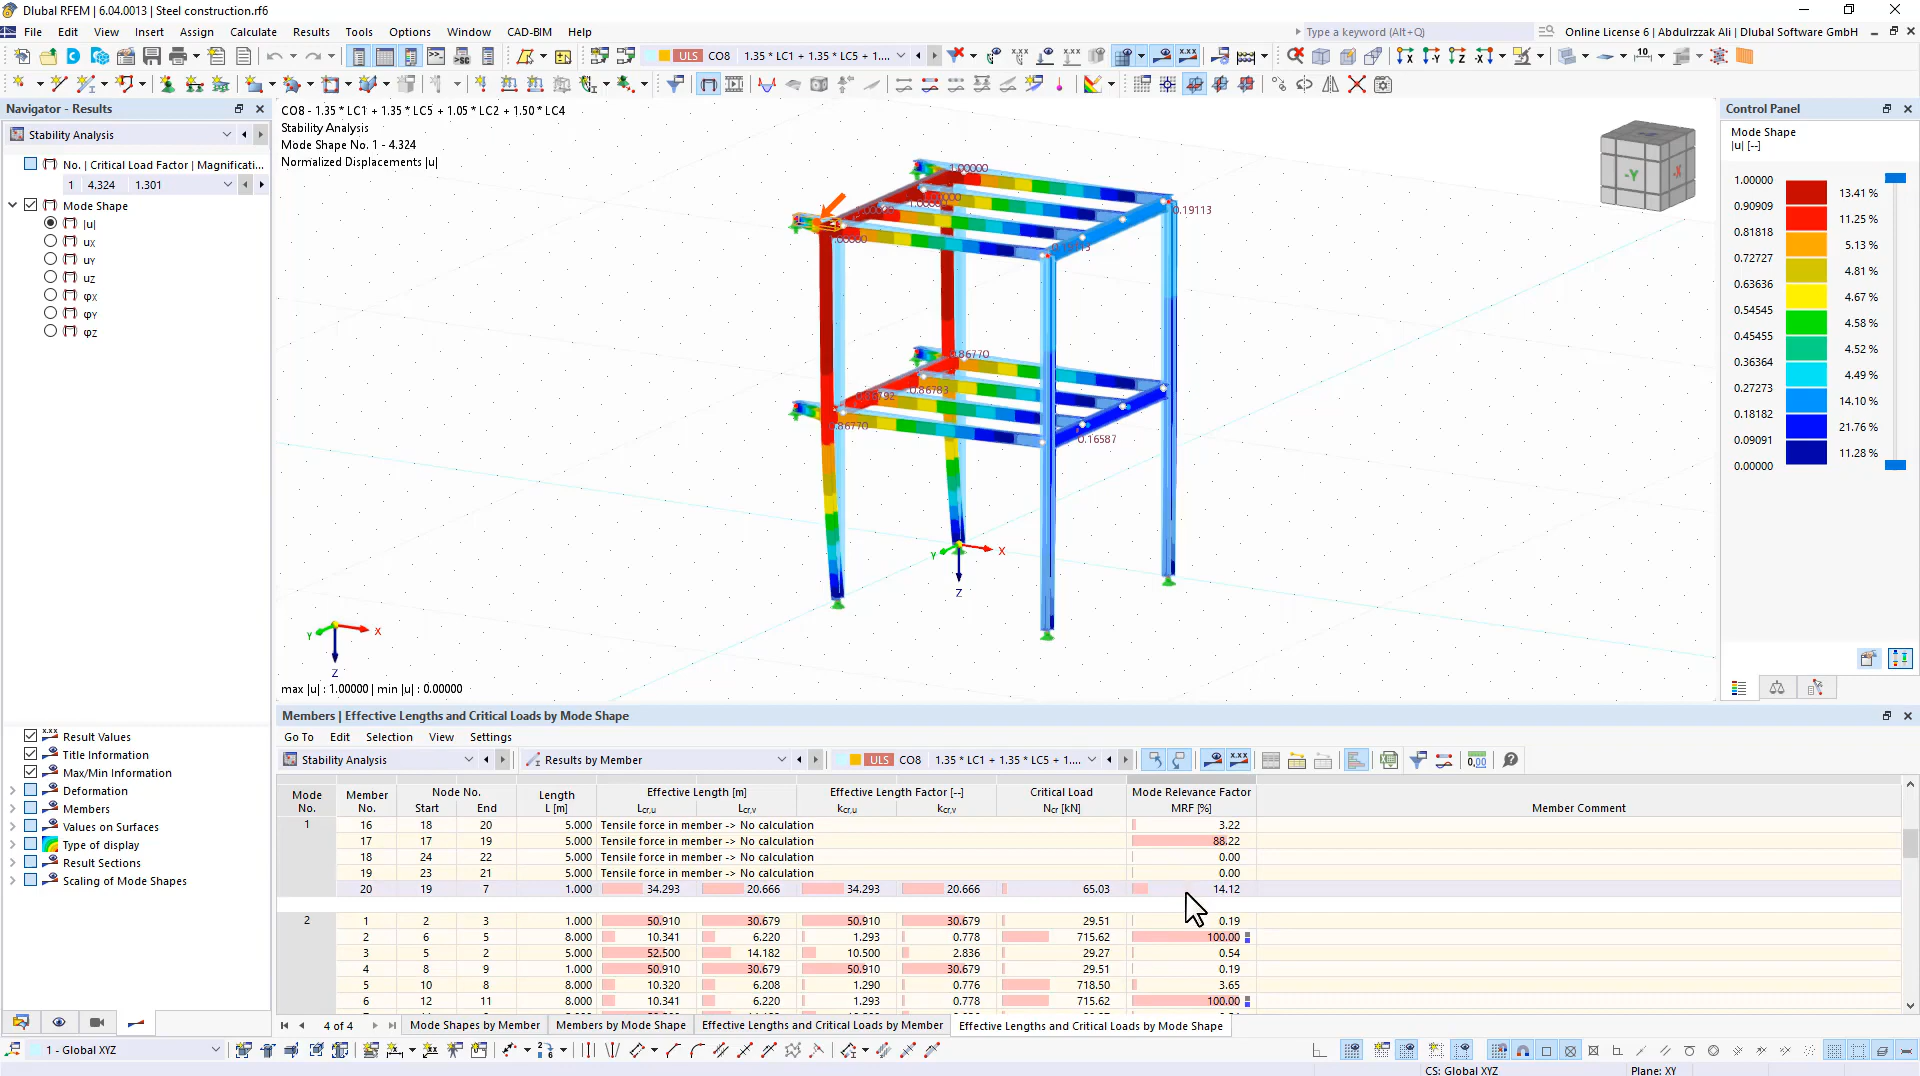 Dlubal RFEM | 6.04.0013 | Steel construction.rf6
File Edit View Insert Assign Calculate Results Tools Options Window CAD-BIM Help
Type a keyword (Alt+Q)
Online License 6 | Abdulrzzak Ali | Dlubal Software GmbH
ULS CO8 1.35 * LC1 + 1.35 * LC5 + 1....
Navigator - Results
Stability Analysis
No. | Critical Load Factor | Magnificati...
1 4.324 1.301
Mode Shape
|u|
uX
uY
uZ
φX
φY
φZ
Result Values
Title Information
Max/Min Information
Deformation
Members
Values on Surfaces
Type of display
Result Sections
Scaling of Mode Shapes
CO8 - 1.35 * LC1 + 1.35 * LC5 + 1.05 * LC2 + 1.50 * LC4
Stability Analysis
Mode Shape No. 1 - 4.324
Normalized Displacements |u|
1.00000
0.19113
0.86770
0.86783
0.86792
0.86770
0.16587
X
Y
Z
X
Y
Z
-Y
-X
max |u| : 1.00000 | min |u| : 0.00000
Control Panel
Mode Shape
|u| [--]
1.00000
0.90909
0.81818
0.72727
0.63636
0.54545
0.45455
0.36364
0.27273
0.18182
0.09091
0.00000
13.41 %
11.25 %
5.13 %
4.81 %
4.67 %
4.58 %
4.52 %
4.49 %
14.10 %
21.76 %
11.28 %
Members | Effective Lengths and Critical Loads by Mode Shape
Go To Edit Selection View Settings
Stability Analysis Results by Member ULS CO8 1.35 * LC1 + 1.35 * LC5 + 1....
Mode Member Node No. Length Effective Length [m] Effective Length Factor [--] Critical Load Mode Relevance Factor
No. No. Start End L [m] Lcr,u Lcr,v kcr,u kcr,v Ncr [kN] MRF [%] Member Comment
1 16 18 20 5.000 Tensile force in member -> No calculation 3.22
17 17 19 5.000 Tensile force in member -> No calculation 88.22
18 24 22 5.000 Tensile force in member -> No calculation 0.00
19 23 21 5.000 Tensile force in member -> No calculation 0.00
20 19 7 1.000 34.293 20.666 34.293 20.666 65.03 14.12
2 1 2 3 1.000 50.910 30.679 50.910 30.679 29.51 0.19
2 6 5 8.000 10.341 6.220 1.293 0.778 715.62 100.00
3 5 2 5.000 52.500 14.182 10.500 2.836 29.27 0.54
4 8 9 1.000 50.910 30.679 50.910 30.679 29.51 0.19
5 10 8 8.000 10.320 6.208 1.290 0.776 718.50 3.65
6 12 11 8.000 10.341 6.220 1.293 0.778 715.62 100.00
4 of 4 Mode Shapes by Member Members by Mode Shape Effective Lengths and Critical Loads by Member Effective Lengths and Critical Loads by Mode Shape
1 - Global XYZ
CS: Global XYZ Plane: XY